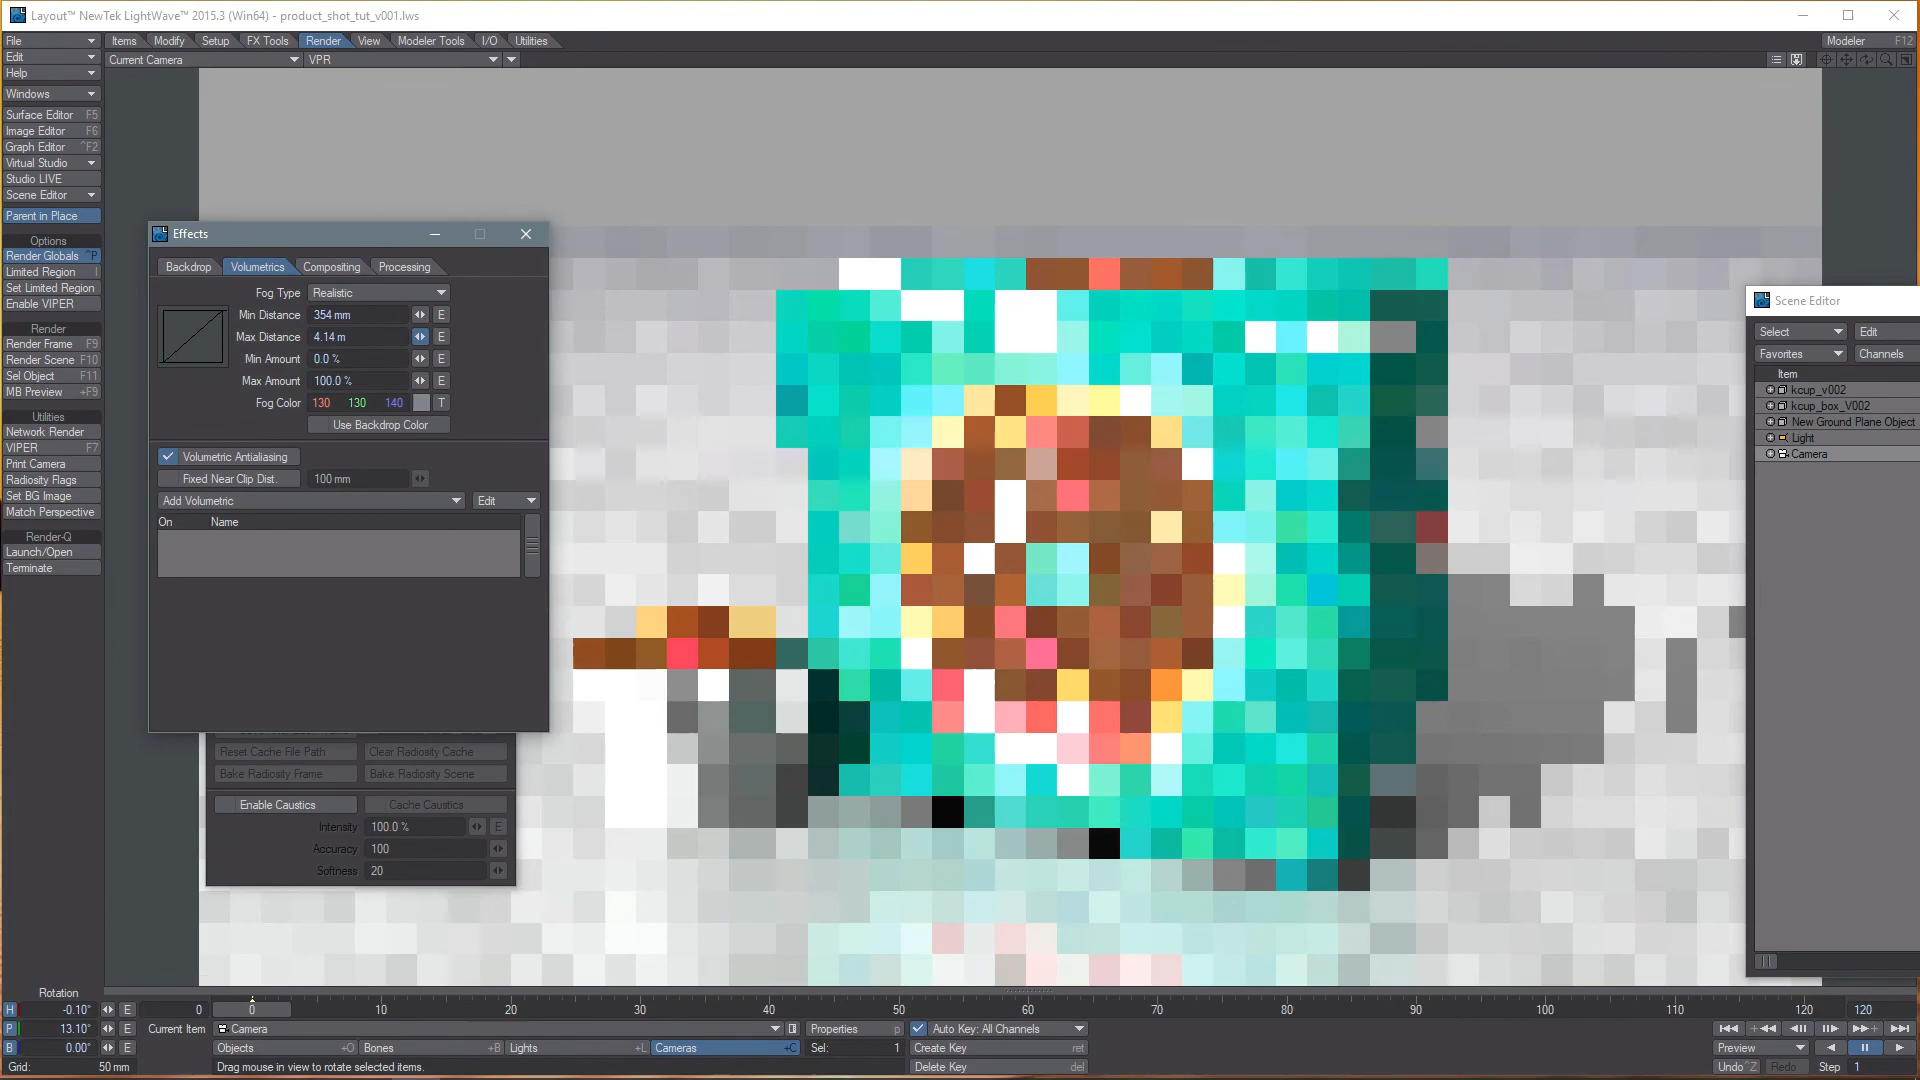 Layout™ NewTek LightWave™ 2015.3 (Win64) - product_shot_tut_v001.lws
File
Items Modify Setup FX Tools Render View Modeler Tools I/O Utilities
Modeler F12
Edit
Current Camera VPR
Help
Windows
Surface Editor F5
Image Editor F6
Graph Editor ^F2
Virtual Studio
Studio LIVE
Scene Editor
Parent in Place
Options
Render Globals ^P
Limited Region l
Set Limited Region
Enable VIPER
Render
Render Frame F9
Render Scene F10
Sel Object F11
MB Preview +F9
Utilities
Network Render
VIPER F7
Print Camera
Radiosity Flags
Set BG Image
Match Perspective
Render-Q
Launch/Open
Terminate
Effects
Backdrop Volumetrics Compositing Processing
Fog Type Realistic
Min Distance 354 mm E
Max Distance 4.14 m E
Min Amount 0.0 % E
Max Amount 100.0 % E
Fog Color 130 130 140 T
Use Backdrop Color
Volumetric Antialiasing
Fixed Near Clip Dist. 100 mm
Add Volumetric Edit
On Name
Reset Cache File Path Clear Radiosity Cache
Bake Radiosity Frame Bake Radiosity Scene
Enable Caustics Cache Caustics
Intensity 100.0 % E
Accuracy 100
Softness 20
Scene Editor
Select Edit
Favorites Channels
Item
kcup_v002
kcup_box_V002
New Ground Plane Object
Light
Camera
Rotation
H -0.10° E
P 13.10° E
B 0.00° E
Grid: 50 mm
0 0 10 20 30 40 50 60 70 80 90 100 110 120 120
Current Item Camera Properties p Auto Key: All Channels
Objects +O Bones +B Lights +L Cameras +C Sel: 1 Create Key ret
Drag mouse in view to rotate selected items.
Delete Key del
Preview
Undo ^Z Redo Step 1